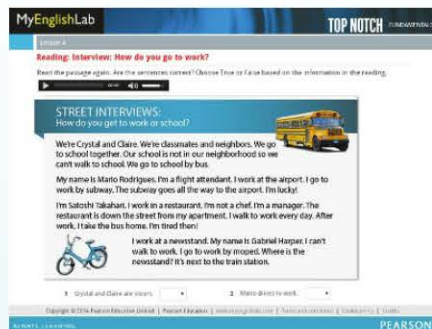 MyEnglishLab
TOP NOTCH FUNDAMENTALS
Reading: Interview: How do you go to work?
Read the passage again. Are the sentences correct? Choose True or False based on the information in the reading.
STREET INTERVIEWS:
How do you get to work or school?
We're Crystal and Claire. We're classmates and neighbors. We go
to school together. Our school is not in our neighborhood so we
can't walk to school. We go to school by bus.
My name is Mario Rodrigues. I'm a flight attendant. I work at the airport. I go to
work by subway. The subway goes all the way to the airport. I'm lucky!
I'm Satoshi Takahari. I work in a restaurant. I'm not a chef. I'm a manager. The
restaurant is down the street from my apartment. I walk to work every day. After
work, I take the bus home. I'm tired then!
I work at a newsstand. My name is Gabriel Harper. I can't
walk to work. I go to work by moped. Where is the
newsstand? It's next to the train station.
1 Crystal and Claire are sisters.
2 Mario drives to work.
Copyright © 2014 Pearson Education Limited | Pearson Education |
PEARSON